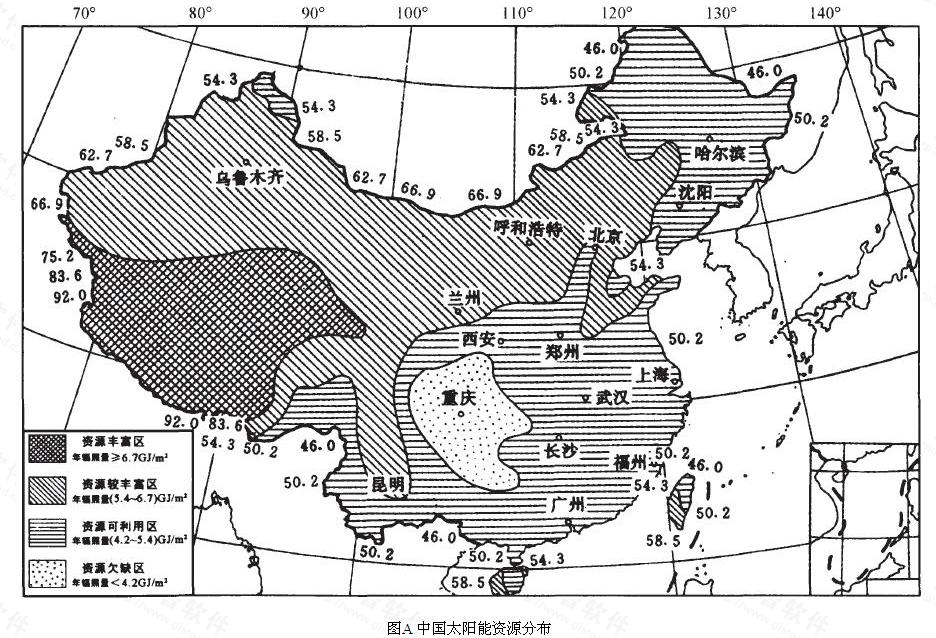 70° 80° 90° 100° 110° 120° 130° 140°
46.0
50.2
46.0
54.3
54.3
54.3
54.3
50.2
58.5
58.5
58.5
62.7
62.7
哈尔滨
乌鲁木齐
62.7
66.9
66.9
沈阳
66.9
呼和浩特
北京
75.2
54.3
83.6
92.0
兰州
西安
郑州
50.2
上海
重庆
武汉
92.0
83.6
54.3
50.2
46.0
长沙
50.2
福州
46.0
50.2
昆明
54.3
广州
50.2
58.5
50.2
46.0
50.2
54.3
58.5
资源丰富区
年辐照量≥6.7GJ/m²
资源较丰富区
年辐照量(5.4~6.7)GJ/m²
资源可利用区
年辐照量(4.2~5.4)GJ/m²
资源欠缺区
年辐照量<4.2GJ/m²
图A 中国太阳能资源分布